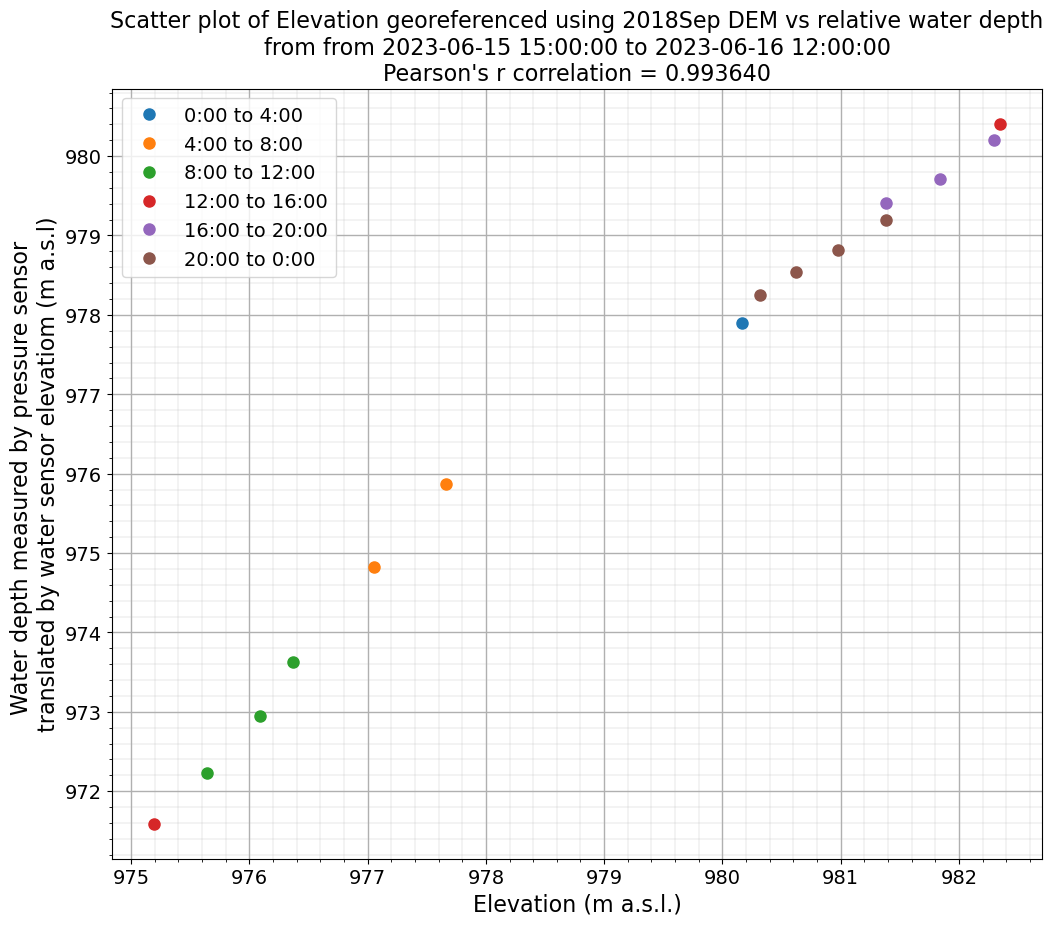 Scatter plot of Elevation georeferenced using 2018Sep DEM vs relative water depth
from from 2023-06-15 15:00:00 to 2023-06-16 12:00:00
Pearson's r correlation = 0.993640
0:00 to 4:00
4:00 to 8:00
8:00 to 12:00
12:00 to 16:00
16:00 to 20:00
20:00 to 0:00
Water depth measured by pressure sensor
translated by water sensor elevatiom (m a.s.l)
980
979
978
977
976
975
974
973
972
975 976 977 978 979 980 981 982
Elevation (m a.s.l.)